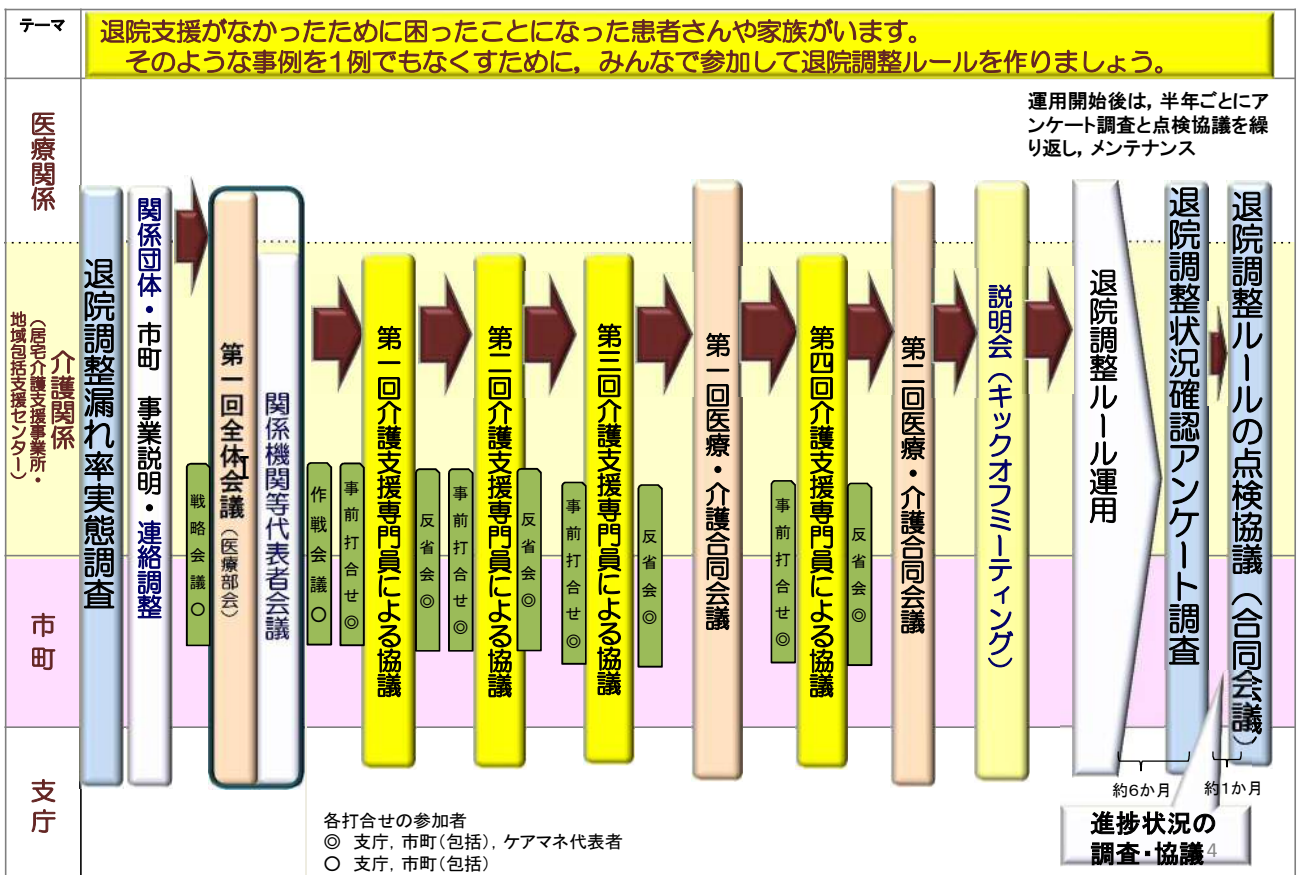 テーマ
退院支援がなかったために困ったことになった患者さんや家族がいます。
そのような事例を1例でもなくすために，みんなで参加して退院調整ルールを作りましょう。
医療関係
介護関係
（居宅介護支援事業所・
地域包括支援センター）
市町
支庁
運用開始後は，半年ごとにア
ンケート調査と点検協議を繰
り返し，メンテナンス
退院調整漏れ率実態調査
関係団体・市町　事業説明・連絡調整
戦略会議〇
第一回全体会議（医療部会）
I
関係機関等代表者会議
作戦会議〇
事前打合せ◎
第一回介護支援専門員による協議
反省会◎
事前打合せ◎
第二回介護支援専門員による協議
反省会◎
事前打合せ◎
第三回介護支援専門員による協議
反省会◎
第一回医療・介護合同会議
事前打合せ◎
第四回介護支援専門員による協議
反省会◎
第二回医療・介護合同会議
説明会（キックオフミーティング）
退院調整ルール運用
退院調整状況確認アンケート調査
退院調整ルールの点検協議（合同会議）
約6か月
約1か月
進捗状況の
調査・協議
4
各打合せの参加者
◎　支庁，市町（包括），ケアマネ代表者
〇　支庁，市町（包括）